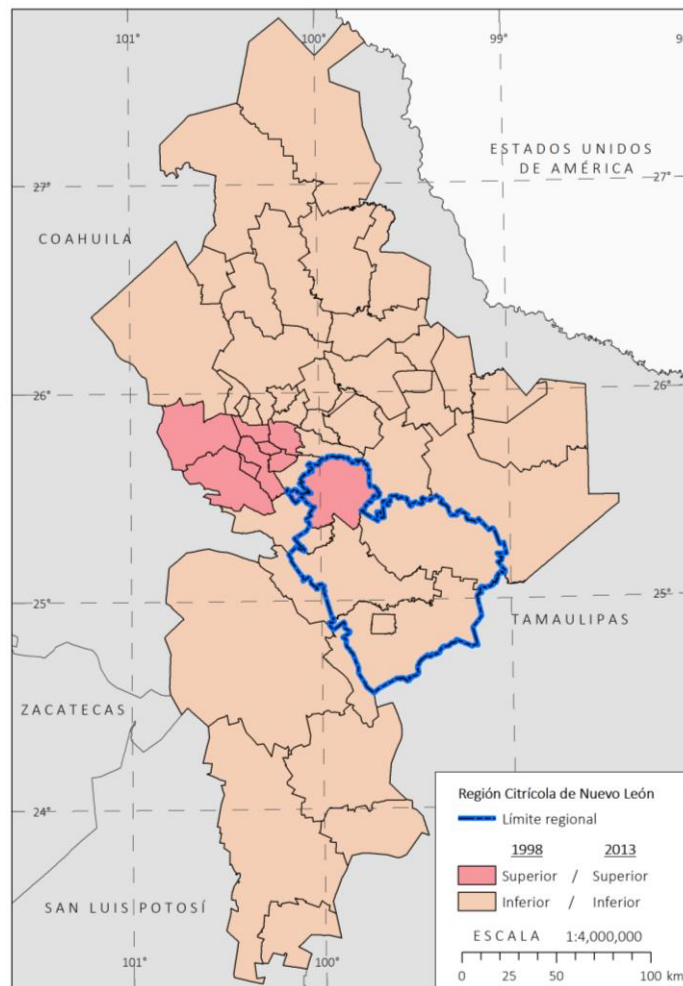 101° 100° 99°
ESTADOS UNIDOS
DE AMÉRICA
27° 27°
COAHUILA
26° 26°
25° 25°
TAMAULIPAS
ZACATECAS
24°
SAN LUIS POTOSÍ
101° 100°
Región Citrícola de Nuevo León
Límite regional
1998 2013
Superior / Superior
Inferior / Inferior
ESCALA 1:4,000,000
0 25 50 100 km